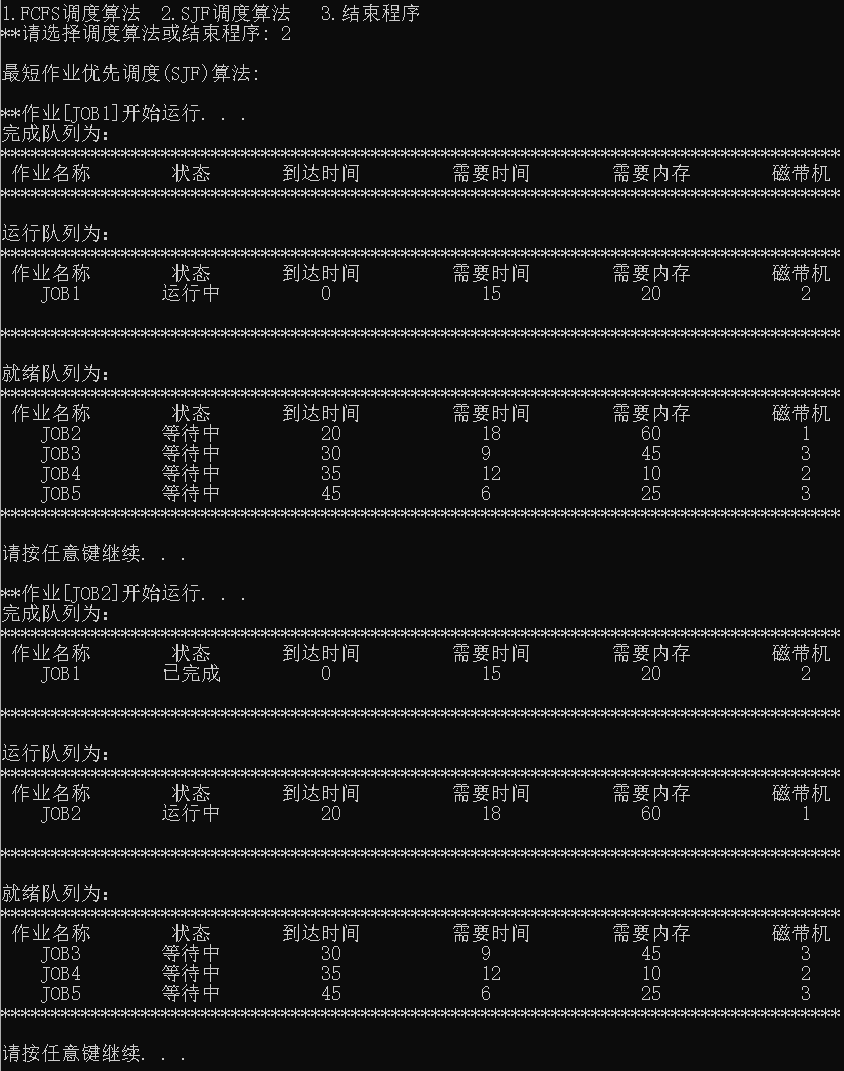 1.FCFS调度算法  2.SJF调度算法   3.结束程序
**请选择调度算法或结束程序: 2
最短作业优先调度(SJF)算法:
**作业[JOB1]开始运行...
完成队列为:
************************************************************************************
作业名称        状态        到达时间        需要时间        需要内存        磁带机
************************************************************************************
运行队列为:
************************************************************************************
作业名称        状态        到达时间        需要时间        需要内存        磁带机
JOB1        运行中        0        15        20        2
************************************************************************************
就绪队列为:
************************************************************************************
作业名称        状态        到达时间        需要时间        需要内存        磁带机
JOB2        等待中        20        18        60        1
JOB3        等待中        30        9        45        3
JOB4        等待中        35        12        10        2
JOB5        等待中        45        6        25        3
************************************************************************************
请按任意键继续. . .
**作业[JOB2]开始运行...
完成队列为:
************************************************************************************
作业名称        状态        到达时间        需要时间        需要内存        磁带机
JOB1        已完成        0        15        20        2
************************************************************************************
运行队列为:
************************************************************************************
作业名称        状态        到达时间        需要时间        需要内存        磁带机
JOB2        运行中        20        18        60        1
************************************************************************************
就绪队列为:
************************************************************************************
作业名称        状态        到达时间        需要时间        需要内存        磁带机
JOB3        等待中        30        9        45        3
JOB4        等待中        35        12        10        2
JOB5        等待中        45        6        25        3
************************************************************************************
请按任意键继续. . .